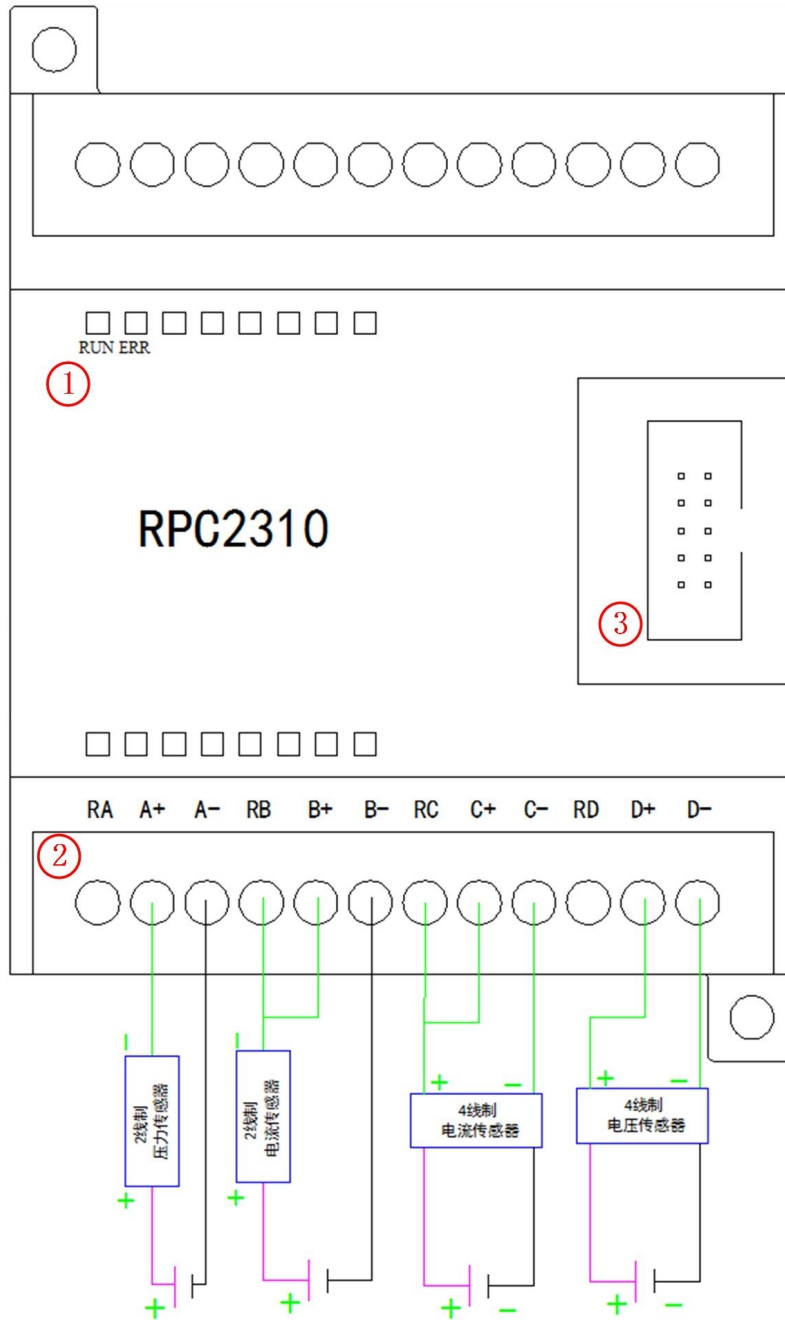 RUN ERR
①
RPC2310
③
RA A+ A- RB B+ B- RC C+ C- RD D+ D-
②
2线制
压力传感器
2线制
电流传感器
4线制
电流传感器
4线制
电压传感器